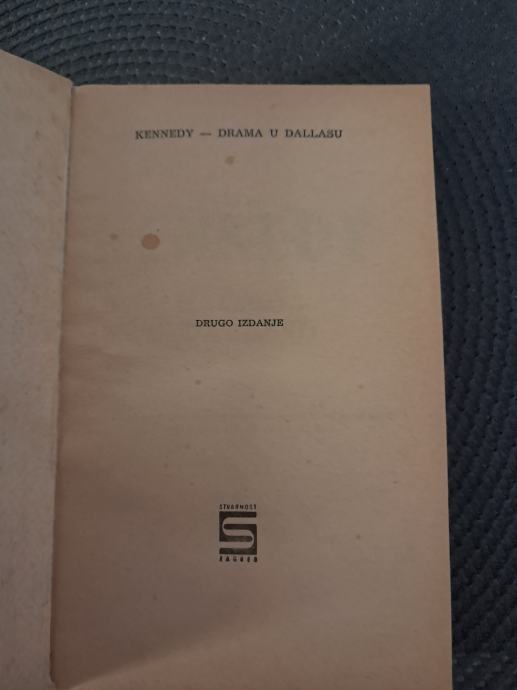 KENNEDY — DRAMA U DALLASU
DRUGO IZDANJE
STVARNOST
S
ZAGREB